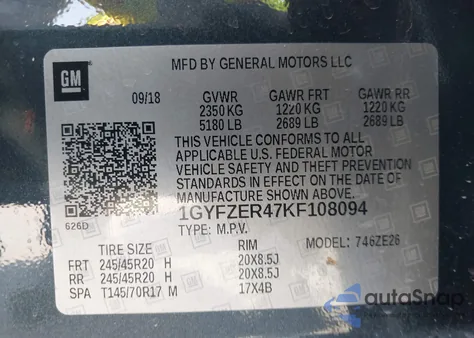 GM
MFD BY GENERAL MOTORS LLC
09/18 GVWR GAWR FRT GAWR RR
2350 KG 1220 KG 1220 KG
5180 LB 2689 LB 2689 LB
THIS VEHICLE CONFORMS TO ALL
APPLICABLE U.S. FEDERAL MOTOR
VEHICLE SAFETY AND THEFT PREVENTION
STANDARDS IN EFFECT ON THE DATE OF
MANUFACTURE SHOWN ABOVE.
1GYFZER47KF108094
626D
TYPE: M.P.V.
TIRE SIZE RIM MODEL: 746ZE26
FRT 245/45R20 H 20X8.5J
RR 245/45R20 H 20X8.5J
SPA T145/70R17 M 17X4B
autoSnap